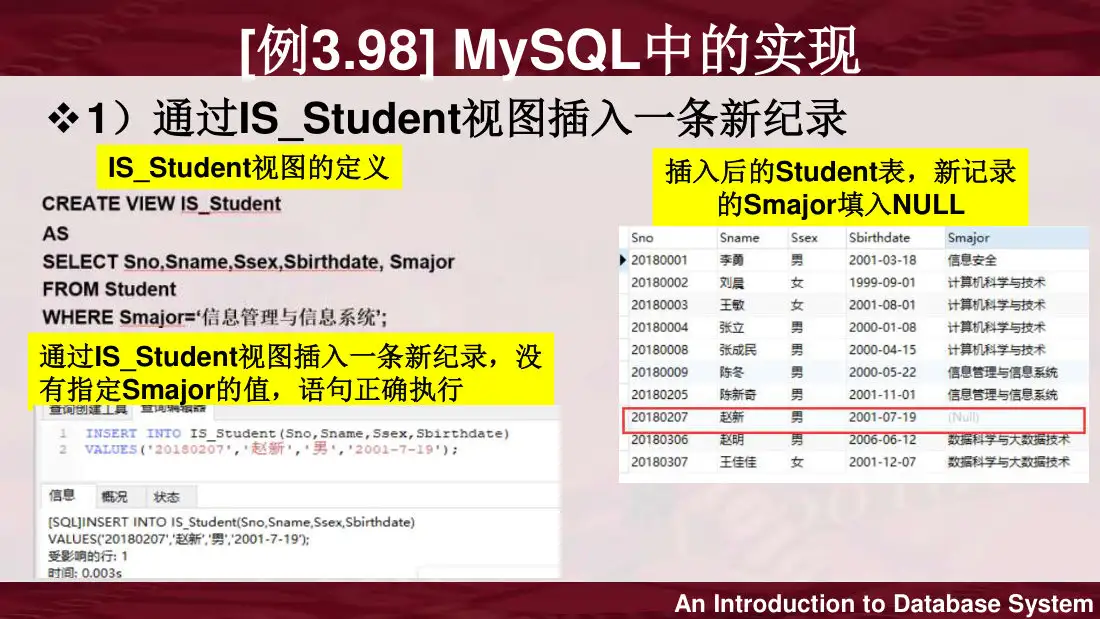 [例3.98] MySQL中的实现
❖1）通过IS_Student视图插入一条新纪录
IS_Student视图的定义
CREATE VIEW IS_Student
AS
SELECT Sno,Sname,Ssex,Sbirthdate, Smajor
FROM Student
WHERE Smajor=‘信息管理与信息系统’;
通过IS_Student视图插入一条新纪录，没
有指定Smajor的值，语句正确执行
查询创建工具 查询编辑器
1 INSERT INTO IS_Student(Sno,Sname,Ssex,Sbirthdate)
2 VALUES('20180207','赵新','男','2001-7-19');
信息 概况 状态
[SQL]INSERT INTO IS_Student(Sno,Sname,Ssex,Sbirthdate)
VALUES('20180207','赵新','男','2001-7-19');
受影响的行: 1
时间: 0.003s
插入后的Student表，新记录
的Smajor填入NULL
Sno Sname Ssex Sbirthdate Smajor
20180001 李勇 男 2001-03-18 信息安全
20180002 刘晨 女 1999-09-01 计算机科学与技术
20180003 王敏 女 2001-08-01 计算机科学与技术
20180004 张立 男 2000-01-08 计算机科学与技术
20180008 张成民 男 2000-04-15 计算机科学与技术
20180009 陈冬 男 2000-05-22 信息管理与信息系统
20180205 陈新奇 男 2001-11-01 信息管理与信息系统
20180207 赵新 男 2001-07-19 (Null)
20180306 赵明 男 2006-06-12 数据科学与大数据技术
20180307 王佳佳 女 2001-12-07 数据科学与大数据技术
An Introduction to Database System